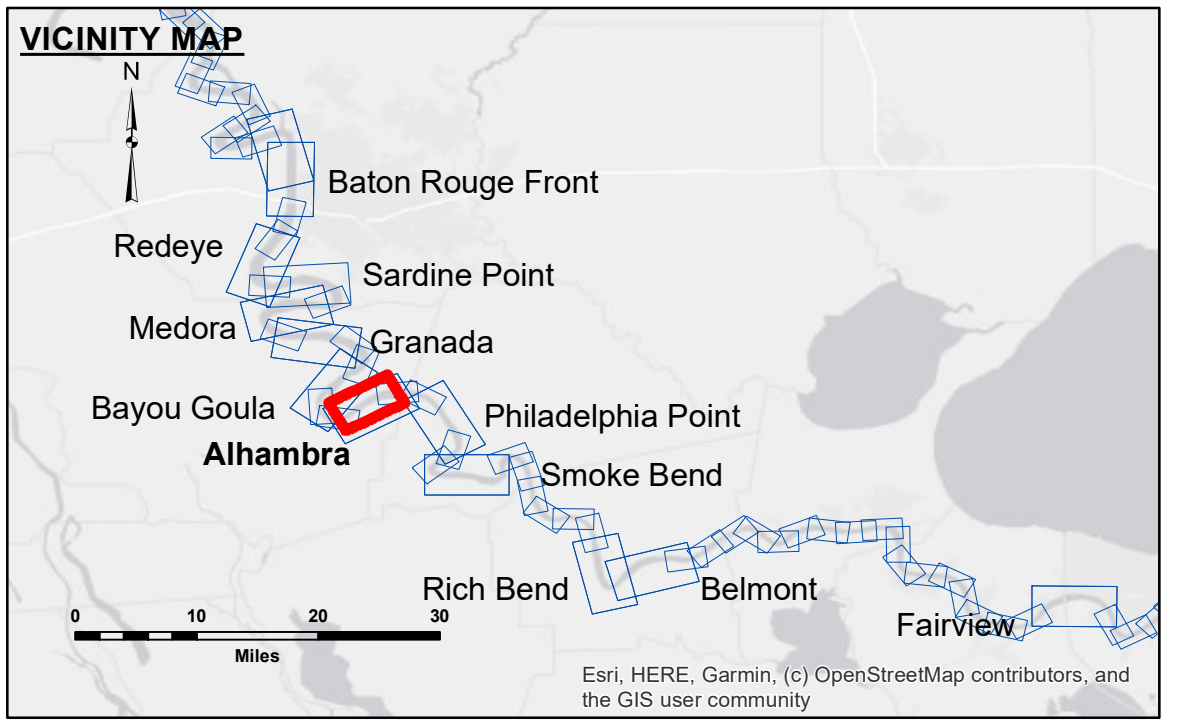 VICINITY MAP
N
Baton Rouge Front
Redeye
Sardine Point
Medora
Granada
Bayou Goula
Philadelphia Point
Alhambra
Smoke Bend
Rich Bend
Belmont
Fairview
0 10 20 30
Miles
Esri, HERE, Garmin, (c) OpenStreetMap contributors, and
the GIS user community